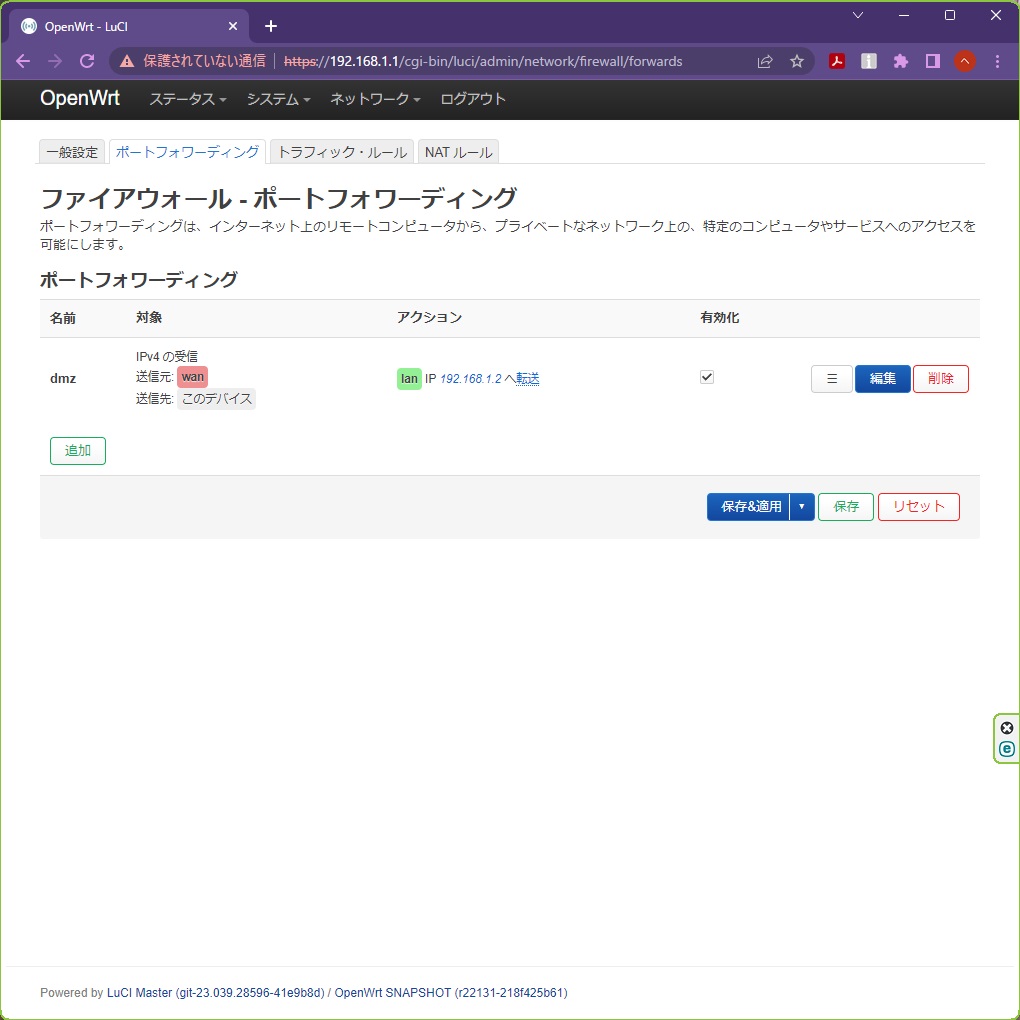 OpenWrt - LuCI
保護されていない通信 https://192.168.1.1/cgi-bin/luci/admin/network/firewall/forwards
OpenWrt ステータス システム ネットワーク ログアウト
一般設定 ポートフォワーディング トラフィック・ルール NAT ルール
ファイアウォール - ポートフォワーディング
ポートフォワーディングは、インターネット上のリモートコンピュータから、プライベートなネットワーク上の、特定のコンピュータやサービスへのアクセスを
可能にします。
ポートフォワーディング
名前 対象 アクション 有効化
IPv4 の受信
送信元: wan
送信先: このデバイス
dmz lan IP 192.168.1.2 へ転送 ☰ 編集 削除
追加
保存&適用 保存 リセット
Powered by LuCI Master (git-23.039.28596-41e9b8d) / OpenWrt SNAPSHOT (r22131-218f425b61)